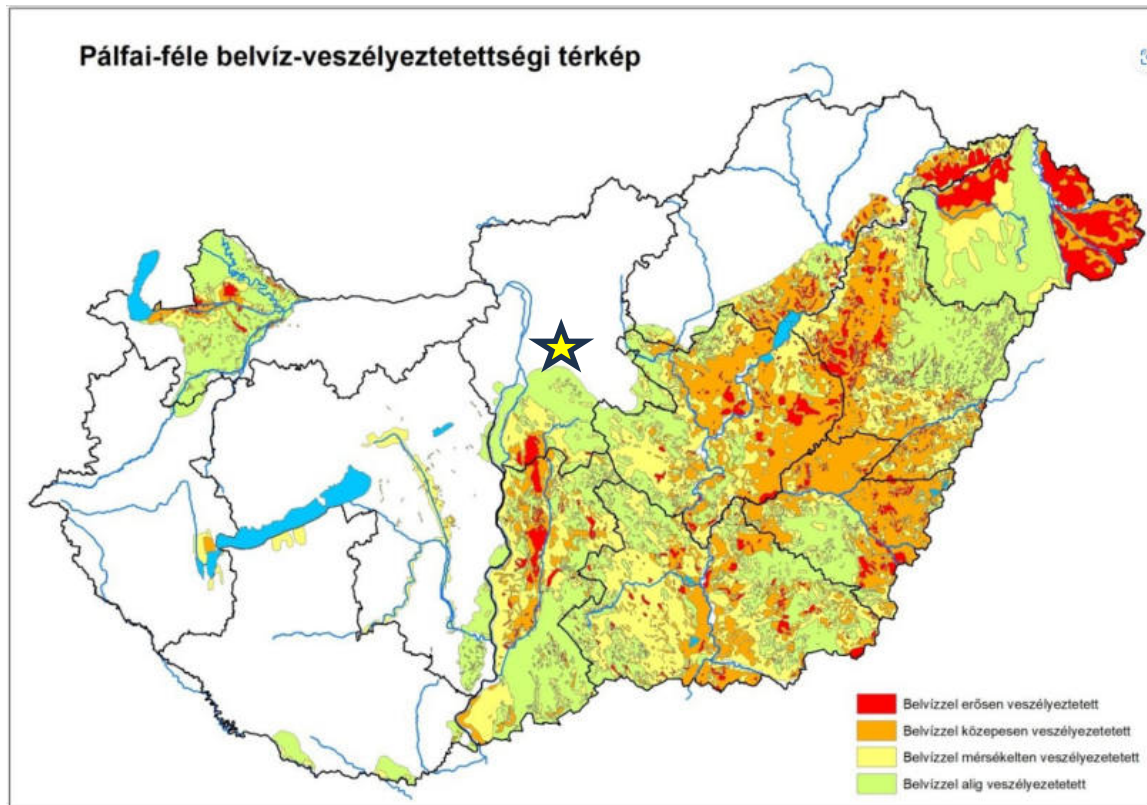 Pálfai-féle belvíz-veszélyeztetettségi térkép
Belvízzel erősen veszélyeztetett
Belvízzel közepesen veszélyezetetett
Belvízzel mérsékelten veszélyezetetett
Belvízzel alig veszélyezetetett